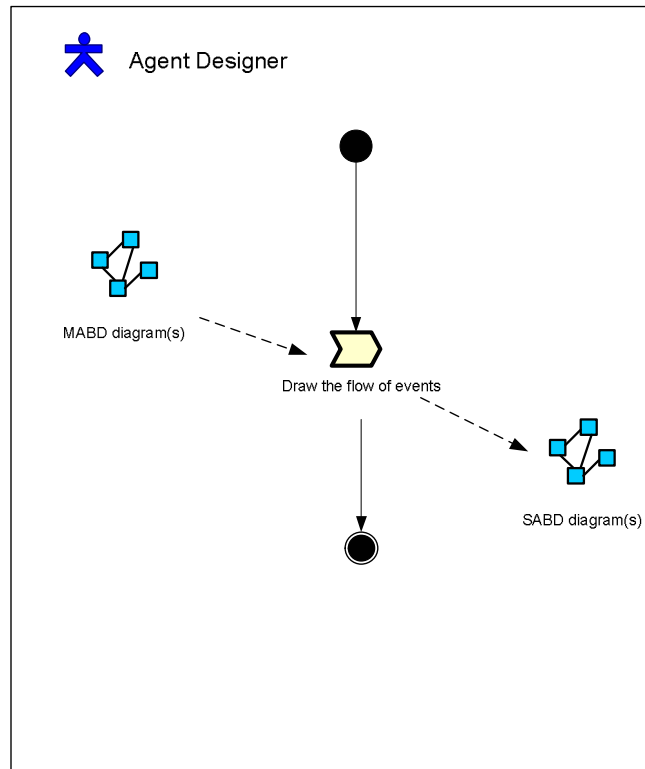 Agent Designer
MABD diagram(s)
Draw the flow of events
SABD diagram(s)